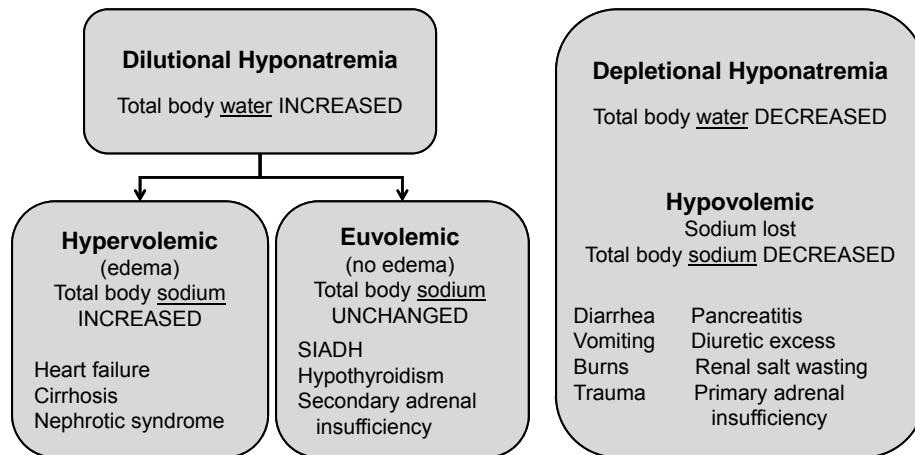 Dilutional Hyponatremia
Total body water INCREASED
Hypervolemic
(edema)
Total body sodium
INCREASED
Heart failure
Cirrhosis
Nephrotic syndrome
Euvolemic
(no edema)
Total body sodium
UNCHANGED
SIADH
Hypothyroidism
Secondary adrenal
insufficiency
Depletional Hyponatremia
Total body water DECREASED
Hypovolemic
Sodium lost
Total body sodium DECREASED
Diarrhea Pancreatitis
Vomiting Diuretic excess
Burns Renal salt wasting
Trauma Primary adrenal
insufficiency